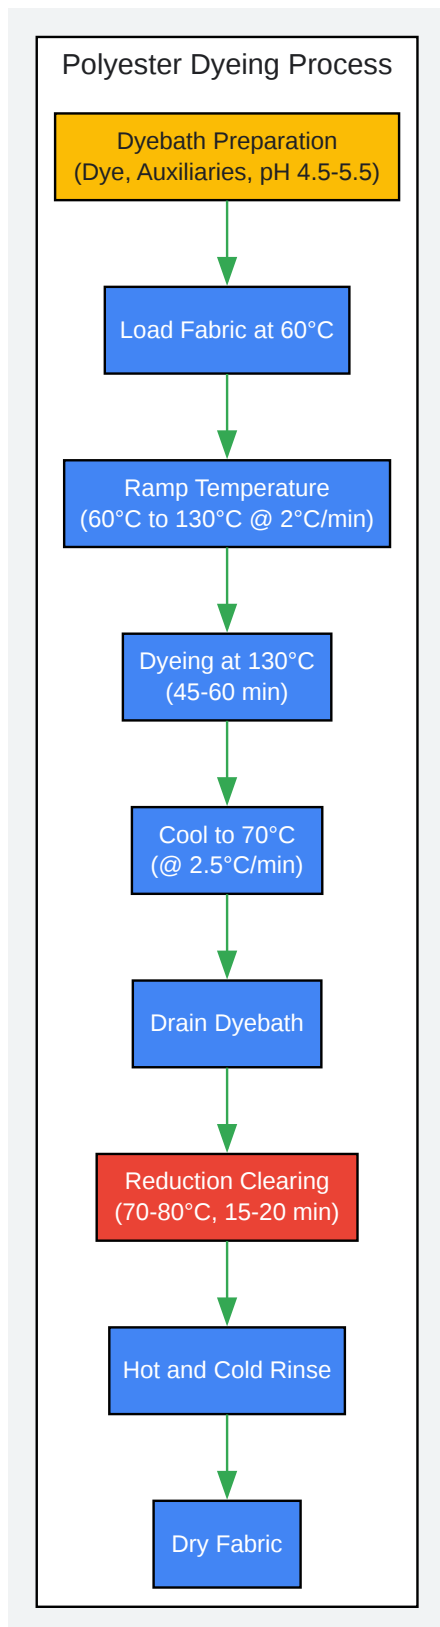 Polyester Dyeing Process
Dyebath Preparation
(Dye, Auxiliaries, pH 4.5-5.5)
Load Fabric at 60°C
Ramp Temperature
(60°C to 130°C @ 2°C/min)
Dyeing at 130°C
(45-60 min)
Cool to 70°C
(@ 2.5°C/min)
Drain Dyebath
Reduction Clearing
(70-80°C, 15-20 min)
Hot and Cold Rinse
Dry Fabric